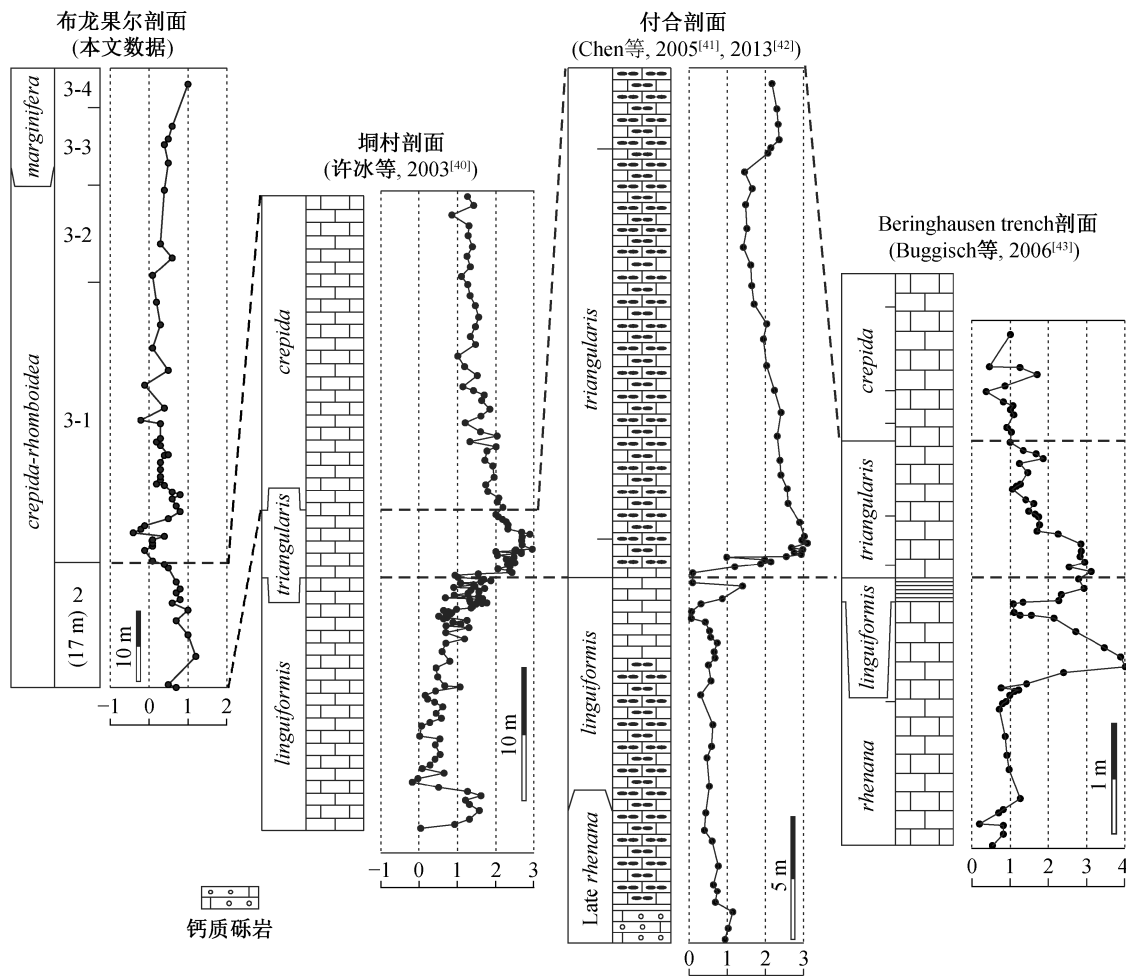 布龙果尔剖面
(本文数据)
marginifera
crepida-rhomboidea
3-4
3-3
3-2
3-1
2
(17 m)
10 m
−1 0 1 2
垌村剖面
(许冰等, 2003[40])
crepida
triangularis
linguiformis
10 m
−1 0 1 2 3
付合剖面
(Chen等, 2005[41], 2013[42])
triangularis
linguiformis
Late rhenana
5 m
0 1 2 3
Beringhausen trench剖面
(Buggisch等, 2006[43])
crepida
triangularis
linguiformis
rhenana
1 m
0 1 2 3 4
钙质砾岩